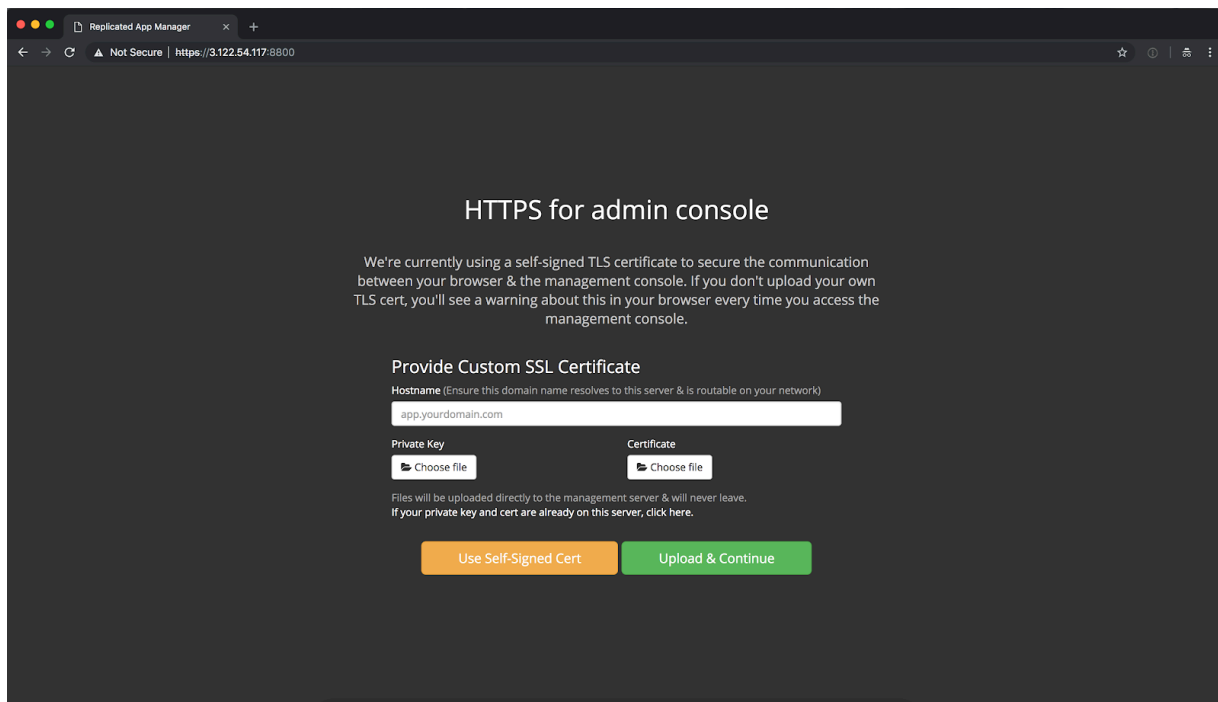 Replicated App Manager
Not Secure | https://3.122.54.117:8800
HTTPS for admin console
We're currently using a self-signed TLS certificate to secure the communication
between your browser & the management console. If you don't upload your own
TLS cert, you'll see a warning about this in your browser every time you access the
management console.
Provide Custom SSL Certificate
Hostname (Ensure this domain name resolves to this server & is routable on your network)
app.yourdomain.com
Private Key Certificate
Choose file Choose file
Files will be uploaded directly to the management server & will never leave.
If your private key and cert are already on this server, click here.
Use Self-Signed Cert Upload & Continue